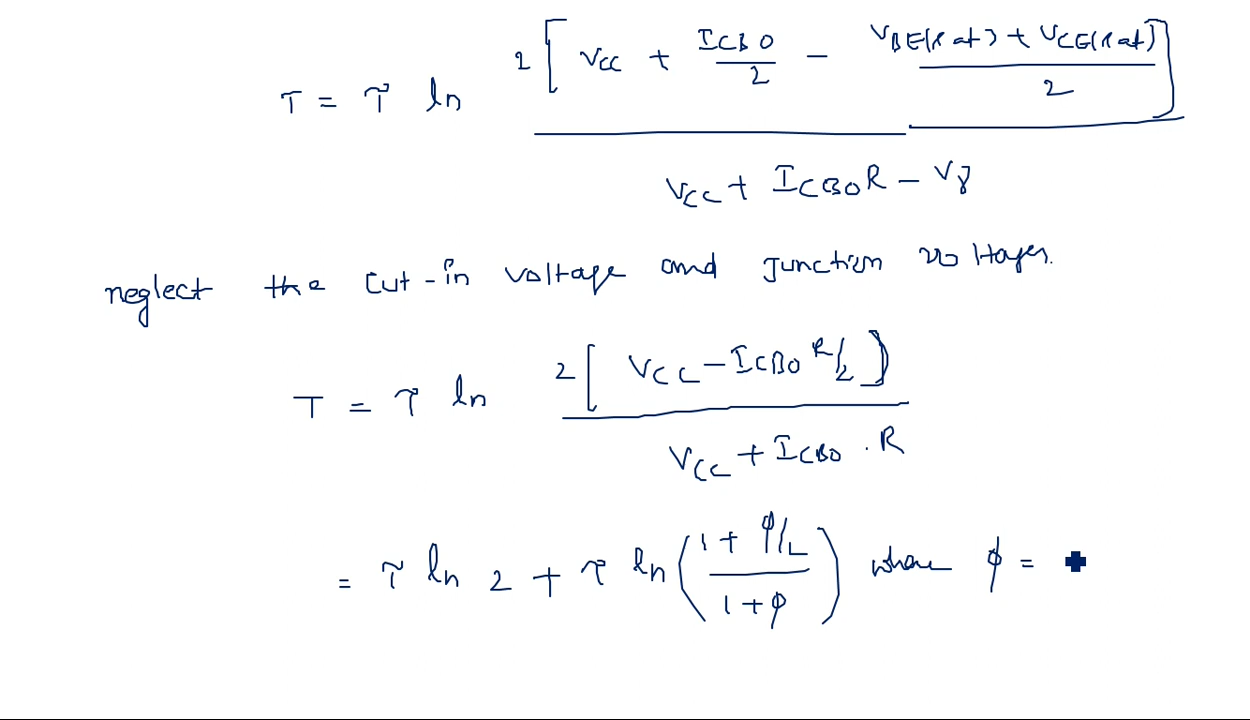 2 [ VCC + ICBO/2 - (VBE(sat) + VCE(sat))/2 ]
T = τ ln
VCC + ICBO R - Vγ
neglect the cut-in voltage and junction voltages.
2 [ VCC - ICBO R/2 ]
T = τ ln
VCC + ICBO . R
= τ ln 2 + τ ln ( (1 + φ/2) / (1 + φ) ) where φ =